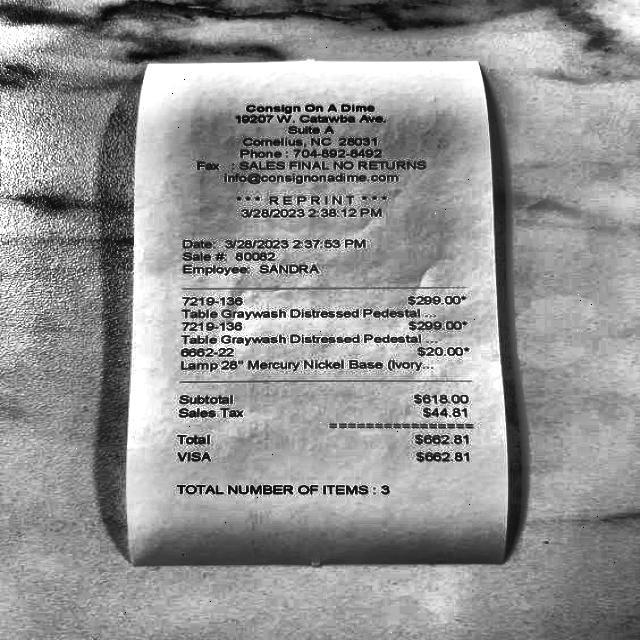 Consign On A Dime
19207 W. Catawba Ave.
Suite A
Cornelius, NC 28031
Phone : 704-892-8492
Fax : SALES FINAL NO RETURNS
info@consignonadime.com
*** REPRINT ***
3/28/2023 2:38:12 PM
Date: 3/28/2023 2:37:53 PM
Sale #: 80082
Employee: SANDRA
7219-136 $299.00*
Table Graywash Distressed Pedestal ...
7219-136 $299.00*
Table Graywash Distressed Pedestal ...
6662-22 $20.00*
Lamp 28" Mercury Nickel Base (Ivory...
Subtotal $618.00
Sales Tax $44.81
====================
Total $662.81
VISA $662.81
TOTAL NUMBER OF ITEMS : 3